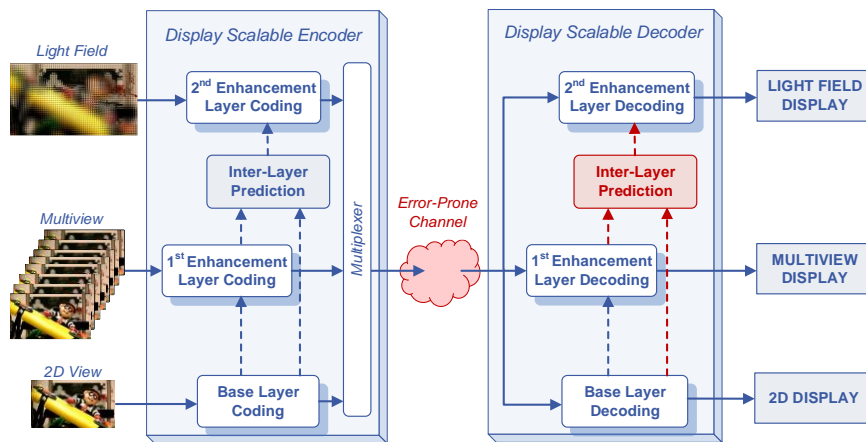 Light Field
Display Scalable Encoder
2nd Enhancement
Layer Coding
Inter-Layer
Prediction
Multiview
1st Enhancement
Layer Coding
2D View
Base Layer
Coding
Multiplexer
Error-Prone
Channel
Display Scalable Decoder
2nd Enhancement
Layer Decoding
Inter-Layer
Prediction
1st Enhancement
Layer Decoding
Base Layer
Decoding
LIGHT FIELD
DISPLAY
MULTIVIEW
DISPLAY
2D DISPLAY